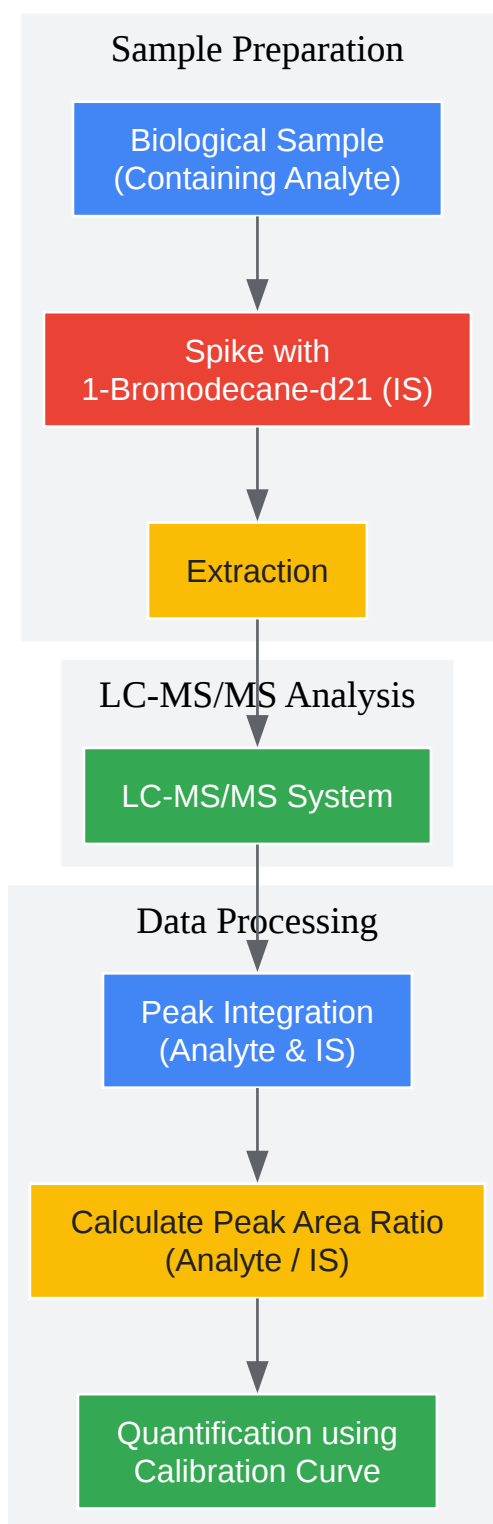 Sample Preparation
Biological Sample
(Containing Analyte)
Spike with
1-Bromodecane-d21 (IS)
Extraction
LC-MS/MS Analysis
LC-MS/MS System
Data Processing
Peak Integration
(Analyte & IS)
Calculate Peak Area Ratio
(Analyte / IS)
Quantification using
Calibration Curve